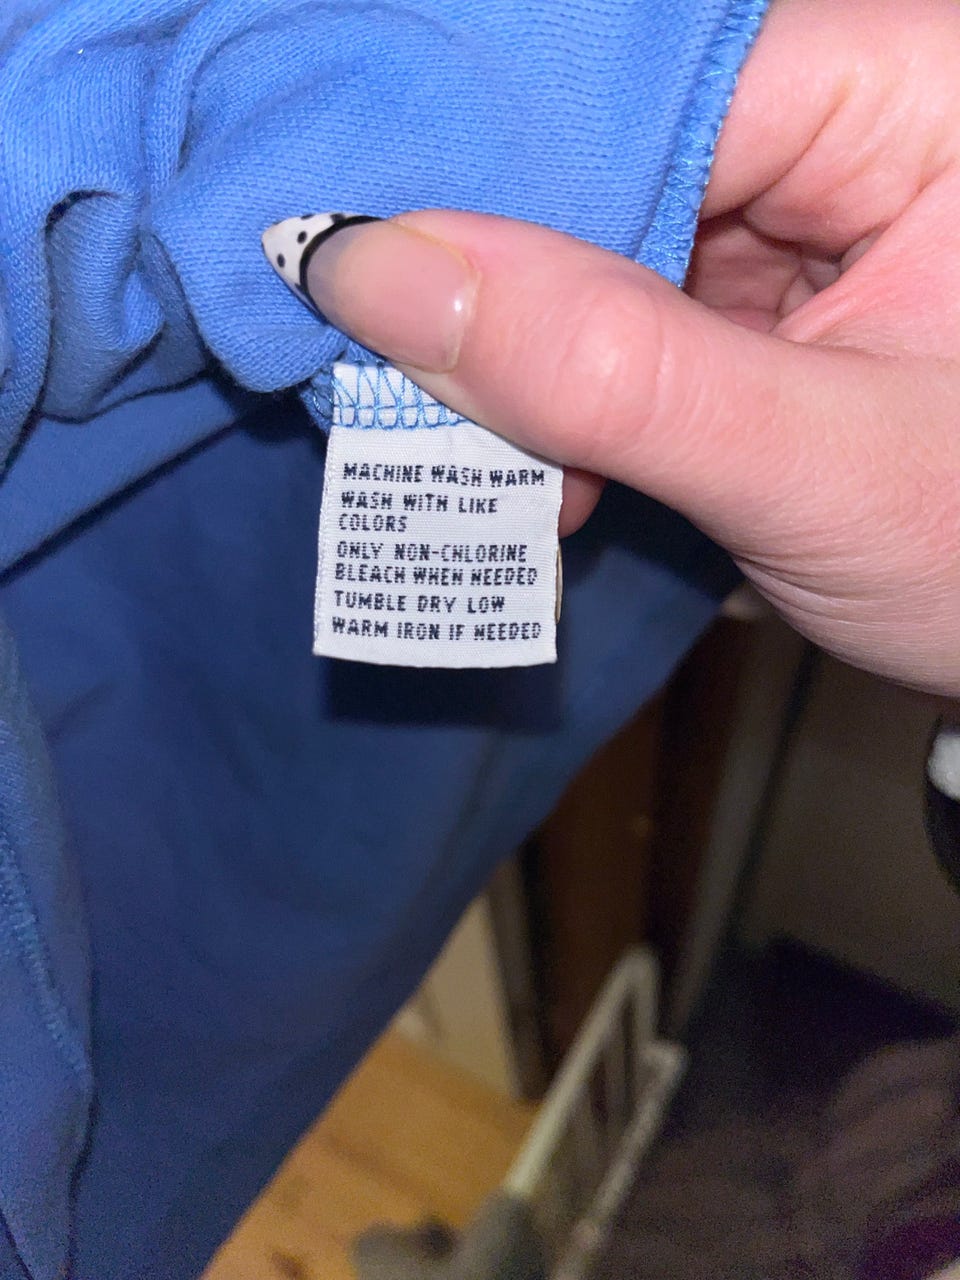 MACHINE WASH WARM
WASH WITH LIKE
COLORS
ONLY NON-CHLORINE
BLEACH WHEN NEEDED
TUMBLE DRY LOW
WARM IRON IF NEEDED